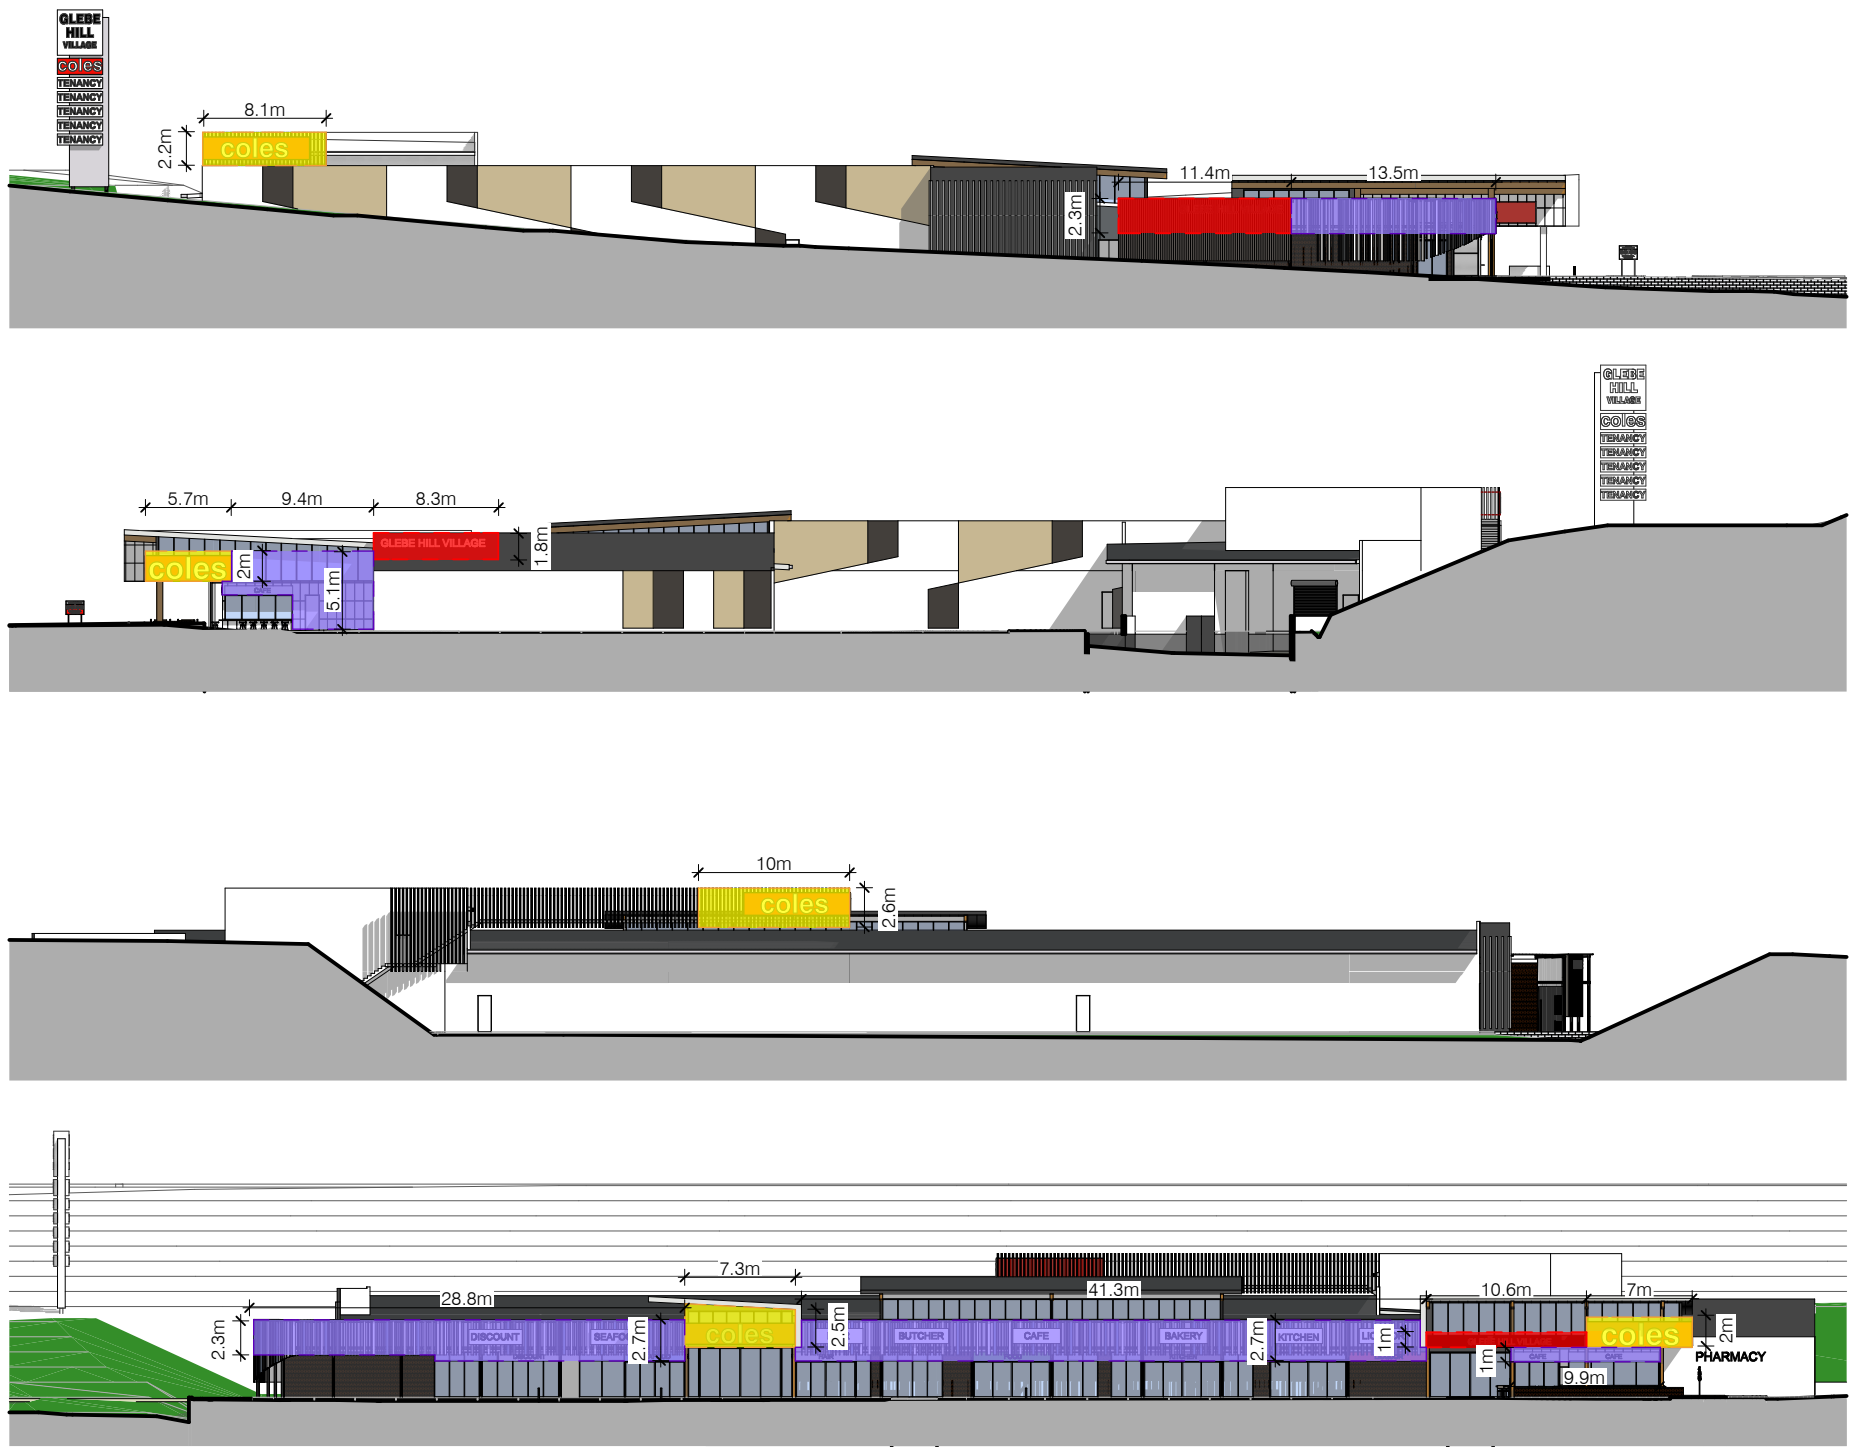 GLEBE
HILL
VILLAGE
coles
TENANCY
TENANCY
TENANCY
TENANCY
TENANCY
8.1m
2.2m
coles
11.4m
13.5m
2.3m
GLEBE
HILL
VILLAGE
coles
TENANCY
TENANCY
TENANCY
TENANCY
TENANCY
5.7m
9.4m
8.3m
GLEBE HILL VILLAGE
1.8m
coles
2m
CAFE
5.1m
10m
coles
2.6m
7.3m
28.8m
41.3m
10.6m
7m
2.3m
DISCOUNT
2.7m
coles
2.5m
BUTCHER
CAFE
BAKERY
2.7m
KITCHEN
1m
VILLAGE
coles
2m
1m
CAFE
CAFE
PHARMACY
9.9m